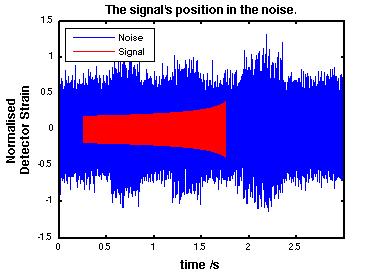 The signal's position in the noise.
Noise
Signal
Normalised
Detector Strain
1.5
1
0.5
0
-0.5
-1
-1.5
0 0.5 1 1.5 2 2.5
time /s